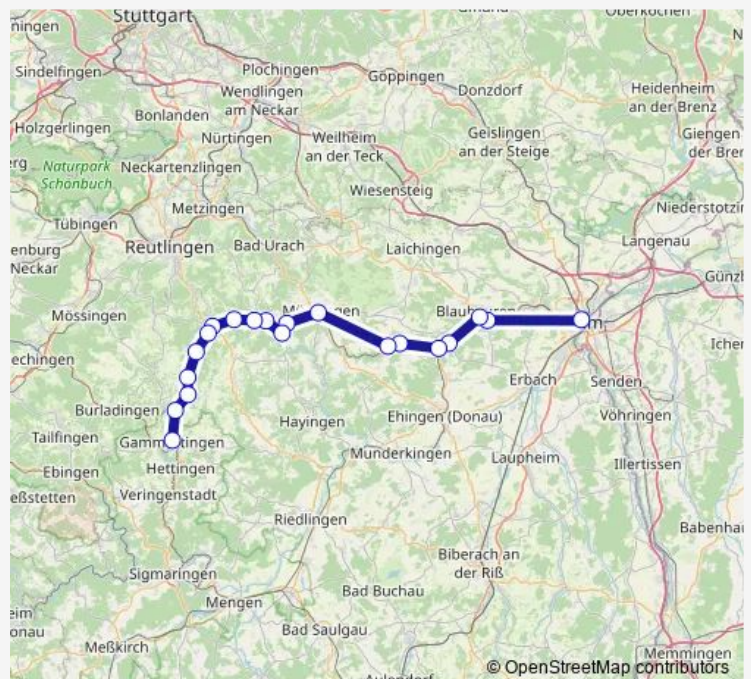 Stuttgart
Oberkochen
ningen
Sindelfingen
Plochingen
Göppingen
Wendlingen
am Neckar
Donzdorf
Heidenheim
an der Brenz
Holzgerlingen
Bonlanden
Nürtingen
Weilheim
an der Teck
Geislingen
an der Steige
Giengen
der Bren
erg
Naturpark
Schönbuch
Neckartenzlingen
Wiesensteig
Metzingen
Niederstotzin
Tübingen
enburg
Neckar
Reutlingen
Bad Urach
Laichingen
Langenau
Günzb
Mössingen
echingen
Erbach
Senden
Burladingen
Ehingen (Donau)
Vöhringen
Hayingen
Tailfingen
Munderkingen
Laupheim
Illertissen
Hettingen
Ebingen
eßstetten
Veringenstadt
Riedlingen
Babenha
Biberach an
der Riß
Sigmaringen
Mengen
Bad Buchau
eim
onau
Bad Saulgau
Meßkirch
Memmingen
© OpenStreetMap contributors